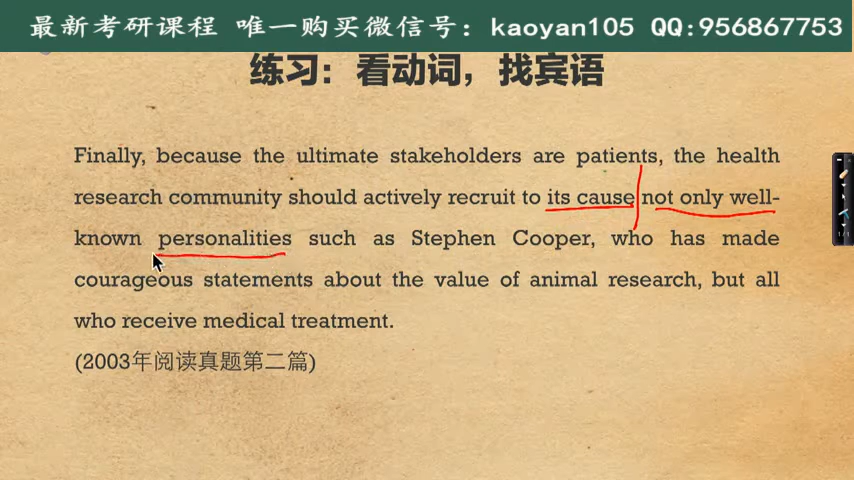 最新考研课程 唯一购买微信号：kaoyan105 QQ:956867753
练习：看动词，找宾语
Finally, because the ultimate stakeholders are patients, the health
research community should actively recruit to its cause not only well-
known personalities such as Stephen Cooper, who has made
courageous statements about the value of animal research, but all
who receive medical treatment.
(2003年阅读真题第二篇)